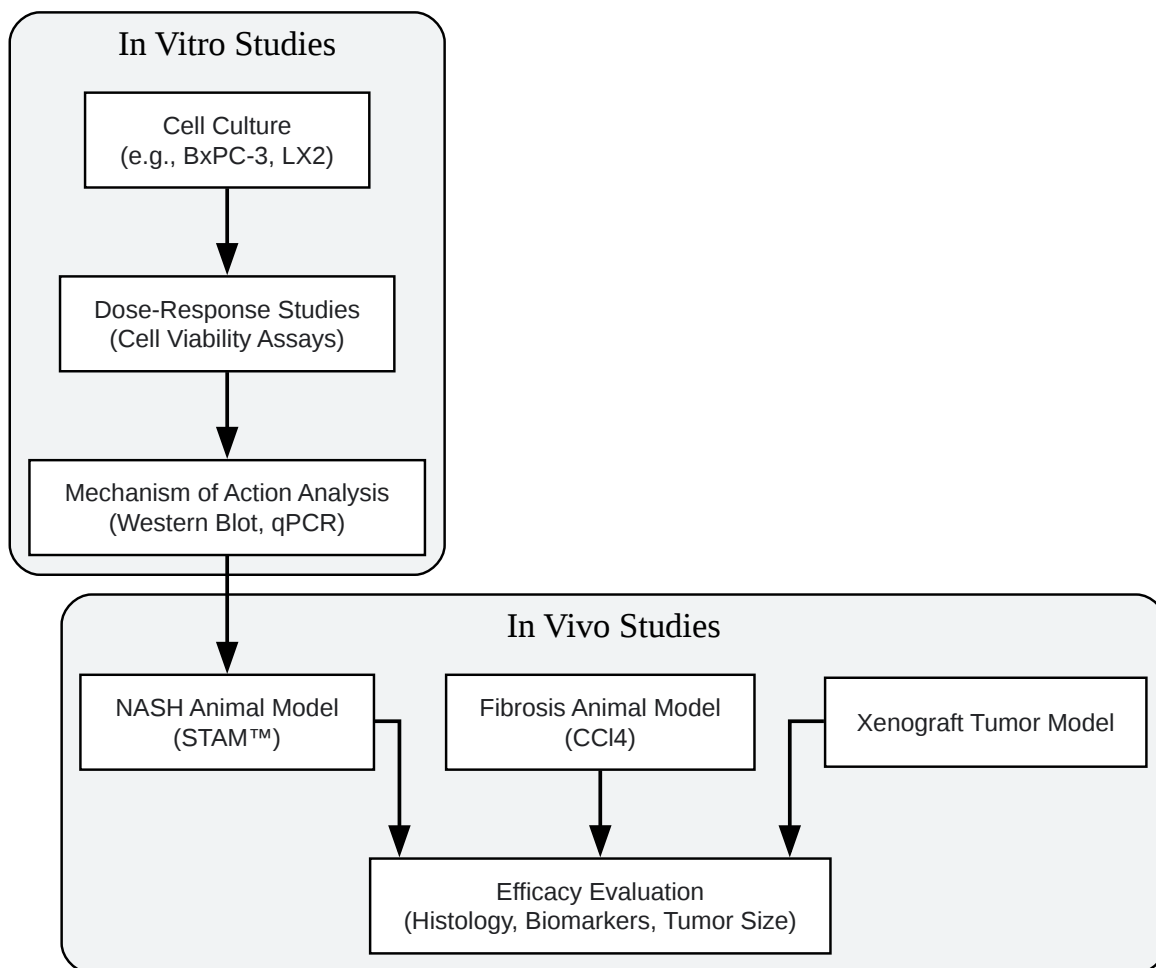 In Vitro Studies
Cell Culture
(e.g., BxPC-3, LX2)
Dose-Response Studies
(Cell Viability Assays)
Mechanism of Action Analysis
(Western Blot, qPCR)
In Vivo Studies
NASH Animal Model
(STAM™)
Fibrosis Animal Model
(CCl4)
Xenograft Tumor Model
Efficacy Evaluation
(Histology, Biomarkers, Tumor Size)